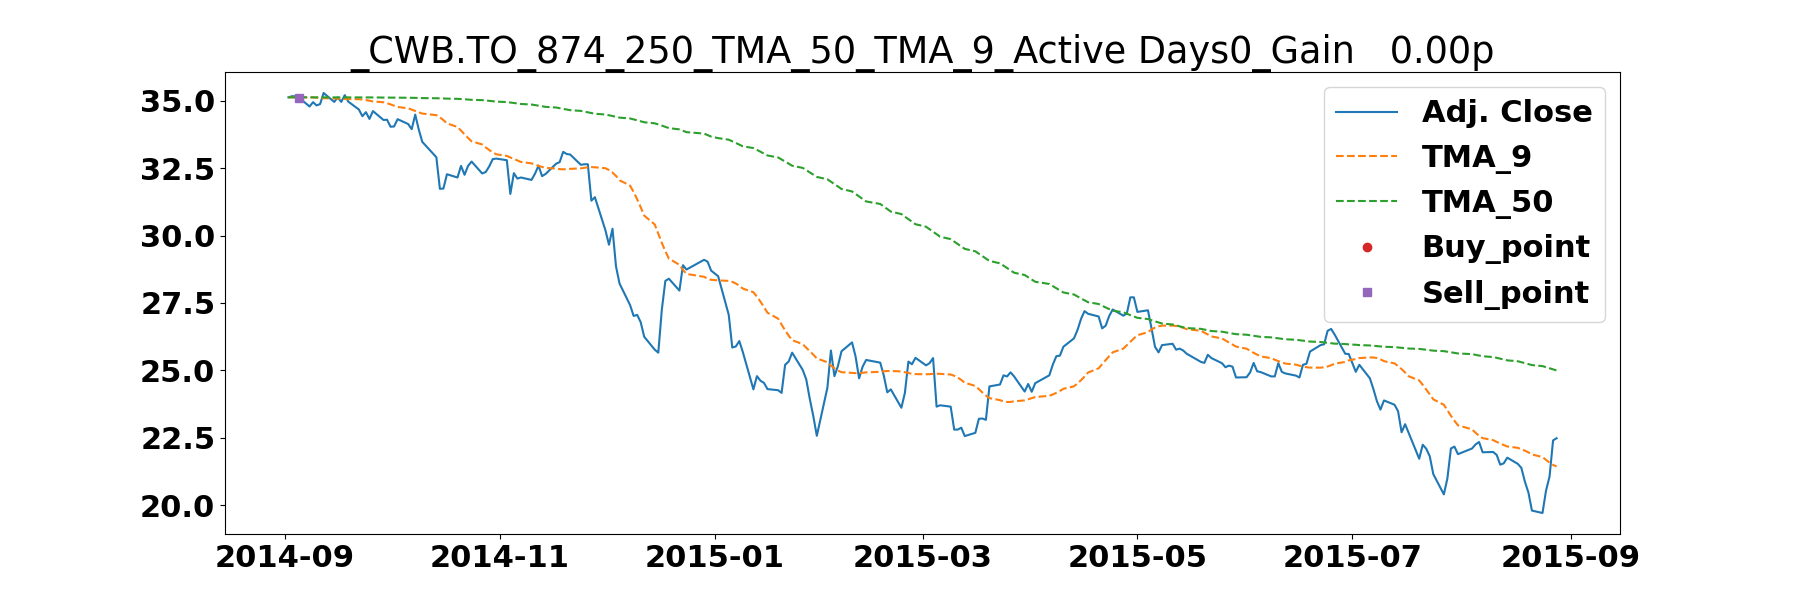 _CWB.TO_874_250_TMA_50_TMA_9_Active Days0_Gain   0.00p
35.0
32.5
30.0
27.5
25.0
22.5
20.0
Adj. Close
TMA_9
TMA_50
Buy_point
Sell_point
2014-09 2014-11 2015-01 2015-03 2015-05 2015-07 2015-09